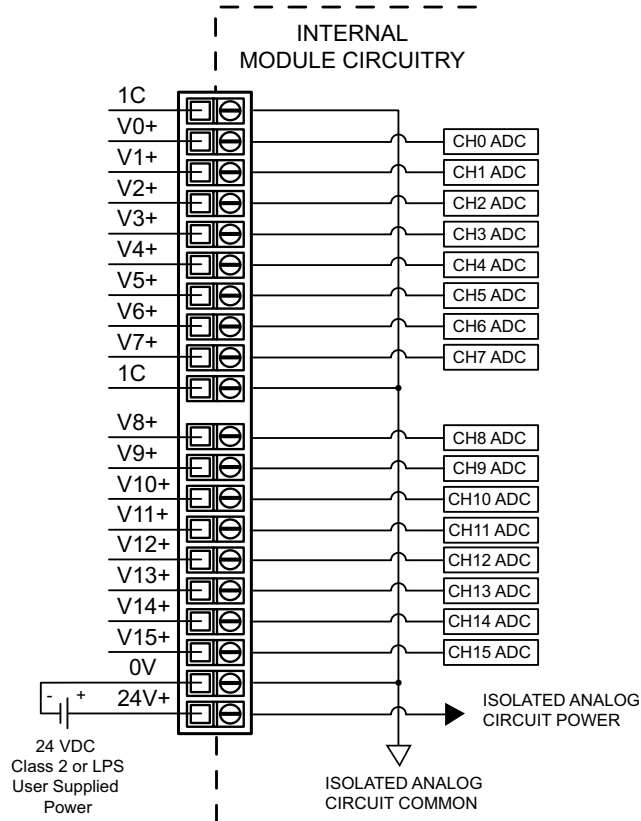 INTERNAL
MODULE CIRCUITRY
1C
V0+
CH0 ADC
V1+
CH1 ADC
V2+
CH2 ADC
V3+
CH3 ADC
V4+
CH4 ADC
V5+
CH5 ADC
V6+
CH6 ADC
V7+
CH7 ADC
1C
V8+
CH8 ADC
V9+
CH9 ADC
V10+
CH10 ADC
V11+
CH11 ADC
V12+
CH12 ADC
V13+
CH13 ADC
V14+
CH14 ADC
V15+
CH15 ADC
0V
- +
24V+
ISOLATED ANALOG
CIRCUIT POWER
24 VDC
Class 2 or LPS
User Supplied
Power
ISOLATED ANALOG
CIRCUIT COMMON